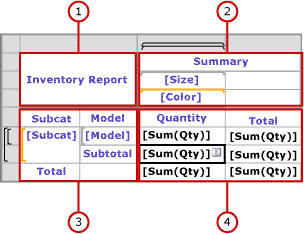 1 2
Summary
Inventory Report [Size]
[Color]
Subcat Model Quantity Total
[Subcat] [Model] [Sum(Qty)] [Sum(Qty)]
Subtotal [Sum(Qty)] [Sum(Qty)]
Total [Sum(Qty)] [Sum(Qty)]
3 4